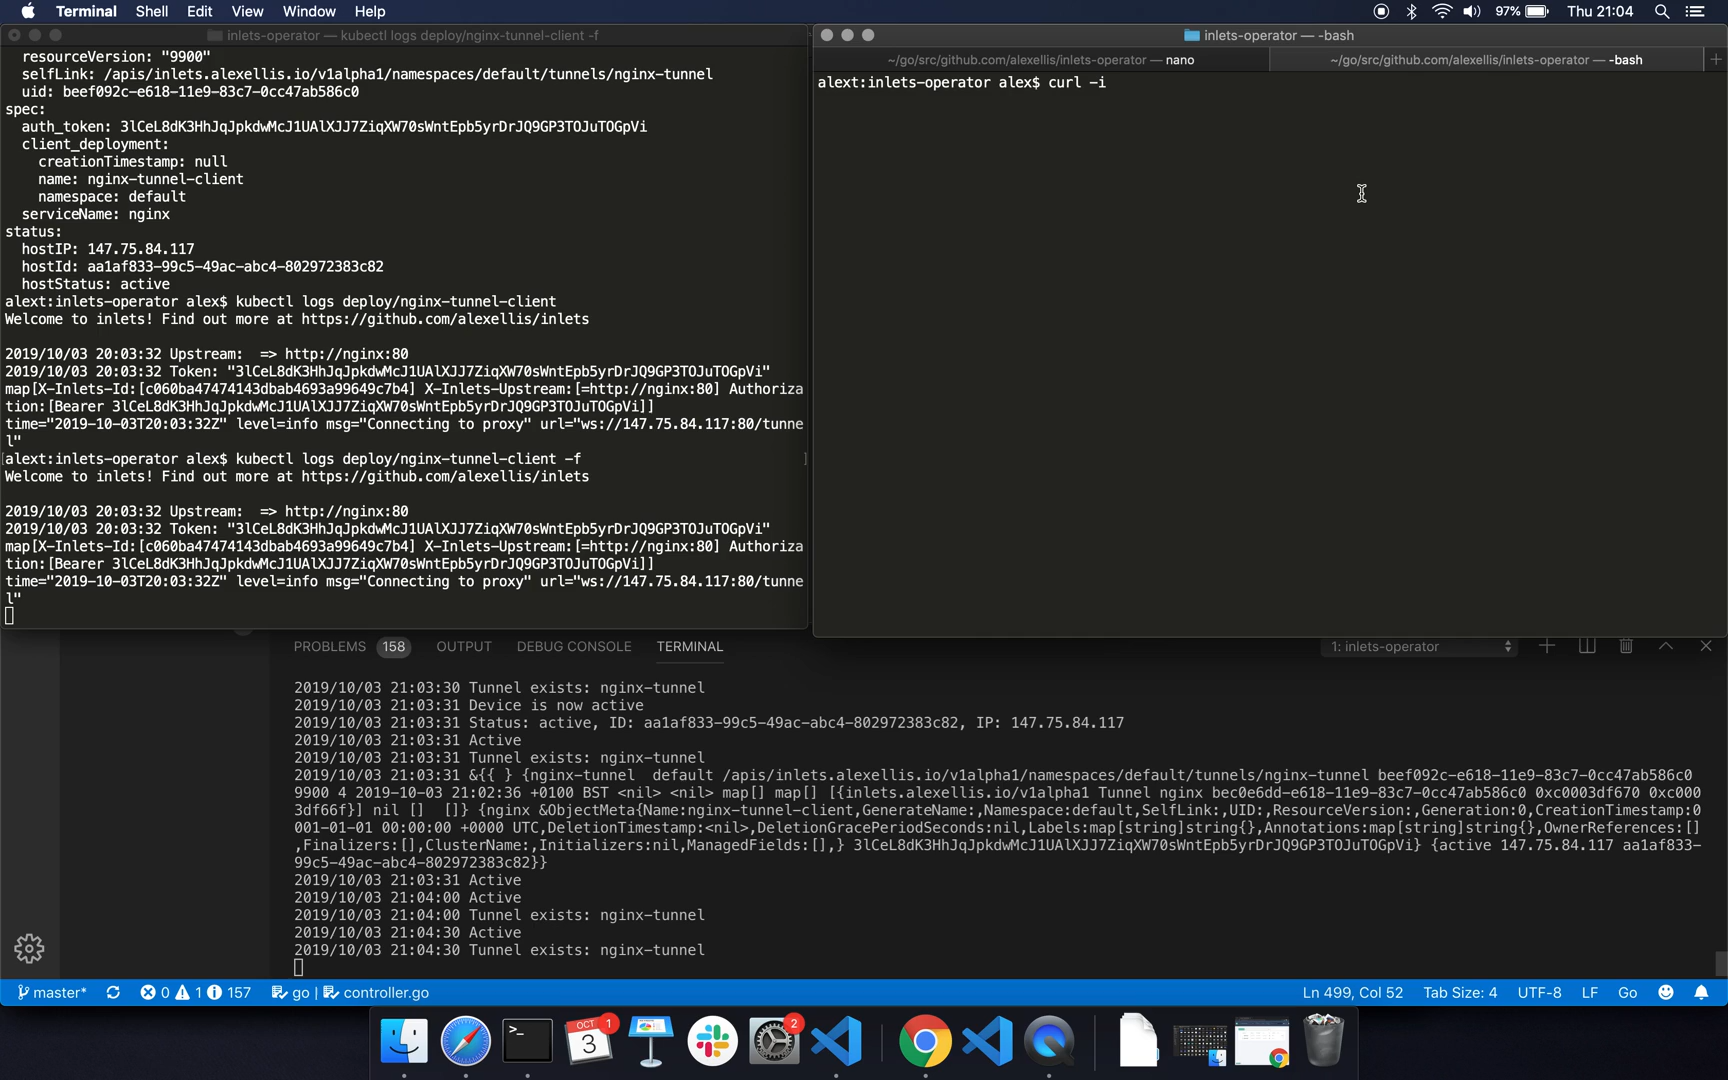 Terminal Shell Edit View Window Help
97% Thu 21:04
inlets-operator — kubectl logs deploy/nginx-tunnel-client -f
resourceVersion: "9900"
selfLink: /apis/inlets.alexellis.io/v1alpha1/namespaces/default/tunnels/nginx-tunnel
uid: beef092c-e618-11e9-83c7-0cc47ab586c0
spec:
auth_token: 3lCeL8dK3HhJqJpkdwMcJ1UAlXJJ7ZiqXW70sWntEpb5yrDrJQ9GP3TOJuTOGpVi
client_deployment:
creationTimestamp: null
name: nginx-tunnel-client
namespace: default
serviceName: nginx
status:
hostIP: 147.75.84.117
hostId: aa1af833-99c5-49ac-abc4-802972383c82
hostStatus: active
alext:inlets-operator alex$ kubectl logs deploy/nginx-tunnel-client
Welcome to inlets! Find out more at https://github.com/alexellis/inlets
2019/10/03 20:03:32 Upstream:  => http://nginx:80
2019/10/03 20:03:32 Token: "3lCeL8dK3HhJqJpkdwMcJ1UAlXJJ7ZiqXW70sWntEpb5yrDrJQ9GP3TOJuTOGpVi"
map[X-Inlets-Id:[c060ba47474143dbab4693a99649c7b4] X-Inlets-Upstream:[=http://nginx:80] Authoriza
tion:[Bearer 3lCeL8dK3HhJqJpkdwMcJ1UAlXJJ7ZiqXW70sWntEpb5yrDrJQ9GP3TOJuTOGpVi]]
time="2019-10-03T20:03:32Z" level=info msg="Connecting to proxy" url="ws://147.75.84.117:80/tunne
l"
[alext:inlets-operator alex$ kubectl logs deploy/nginx-tunnel-client -f ]
Welcome to inlets! Find out more at https://github.com/alexellis/inlets
2019/10/03 20:03:32 Upstream:  => http://nginx:80
2019/10/03 20:03:32 Token: "3lCeL8dK3HhJqJpkdwMcJ1UAlXJJ7ZiqXW70sWntEpb5yrDrJQ9GP3TOJuTOGpVi"
map[X-Inlets-Id:[c060ba47474143dbab4693a99649c7b4] X-Inlets-Upstream:[=http://nginx:80] Authoriza
tion:[Bearer 3lCeL8dK3HhJqJpkdwMcJ1UAlXJJ7ZiqXW70sWntEpb5yrDrJQ9GP3TOJuTOGpVi]]
time="2019-10-03T20:03:32Z" level=info msg="Connecting to proxy" url="ws://147.75.84.117:80/tunne
l"
inlets-operator — -bash
~/go/src/github.com/alexellis/inlets-operator — nano
~/go/src/github.com/alexellis/inlets-operator — -bash
alext:inlets-operator alex$ curl -i
PROBLEMS 158 OUTPUT DEBUG CONSOLE TERMINAL
1: inlets-operator
2019/10/03 21:03:30 Tunnel exists: nginx-tunnel
2019/10/03 21:03:31 Device is now active
2019/10/03 21:03:31 Status: active, ID: aa1af833-99c5-49ac-abc4-802972383c82, IP: 147.75.84.117
2019/10/03 21:03:31 Active
2019/10/03 21:03:31 Tunnel exists: nginx-tunnel
2019/10/03 21:03:31 &{{ } {nginx-tunnel  default /apis/inlets.alexellis.io/v1alpha1/namespaces/default/tunnels/nginx-tunnel beef092c-e618-11e9-83c7-0cc47ab586c0
9900 4 2019-10-03 21:02:36 +0100 BST <nil> <nil> map[] map[] [{inlets.alexellis.io/v1alpha1 Tunnel nginx bec0e6dd-e618-11e9-83c7-0cc47ab586c0 0xc0003df670 0xc000
3df66f}] nil []  []} {nginx &ObjectMeta{Name:nginx-tunnel-client,GenerateName:,Namespace:default,SelfLink:,UID:,ResourceVersion:,Generation:0,CreationTimestamp:0
001-01-01 00:00:00 +0000 UTC,DeletionTimestamp:<nil>,DeletionGracePeriodSeconds:nil,Labels:map[string]string{},Annotations:map[string]string{},OwnerReferences:[]
,Finalizers:[],ClusterName:,Initializers:nil,ManagedFields:[],} 3lCeL8dK3HhJqJpkdwMcJ1UAlXJJ7ZiqXW70sWntEpb5yrDrJQ9GP3TOJuTOGpVi} {active 147.75.84.117 aa1af833-
99c5-49ac-abc4-802972383c82}}
2019/10/03 21:03:31 Active
2019/10/03 21:04:00 Active
2019/10/03 21:04:00 Tunnel exists: nginx-tunnel
2019/10/03 21:04:30 Active
2019/10/03 21:04:30 Tunnel exists: nginx-tunnel
master* 0 1 157 go | controller.go
Ln 499, Col 52 Tab Size: 4 UTF-8 LF Go
>_
OCT 1
3
2